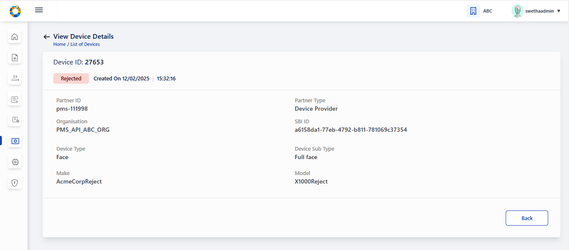 ABC
swethaadmin
View Device Details
Home / List of Devices
Device ID: 27653
Rejected Created On 12/02/2025 | 15:32:16
Partner ID
pms-111998
Partner Type
Device Provider
Organisation
PMS_API_ABC_ORG
SBI ID
a6158da1-77eb-4792-b811-781069c37354
Device Type
Face
Device Sub Type
Full face
Make
AcmeCorpReject
Model
X1000Reject
Back